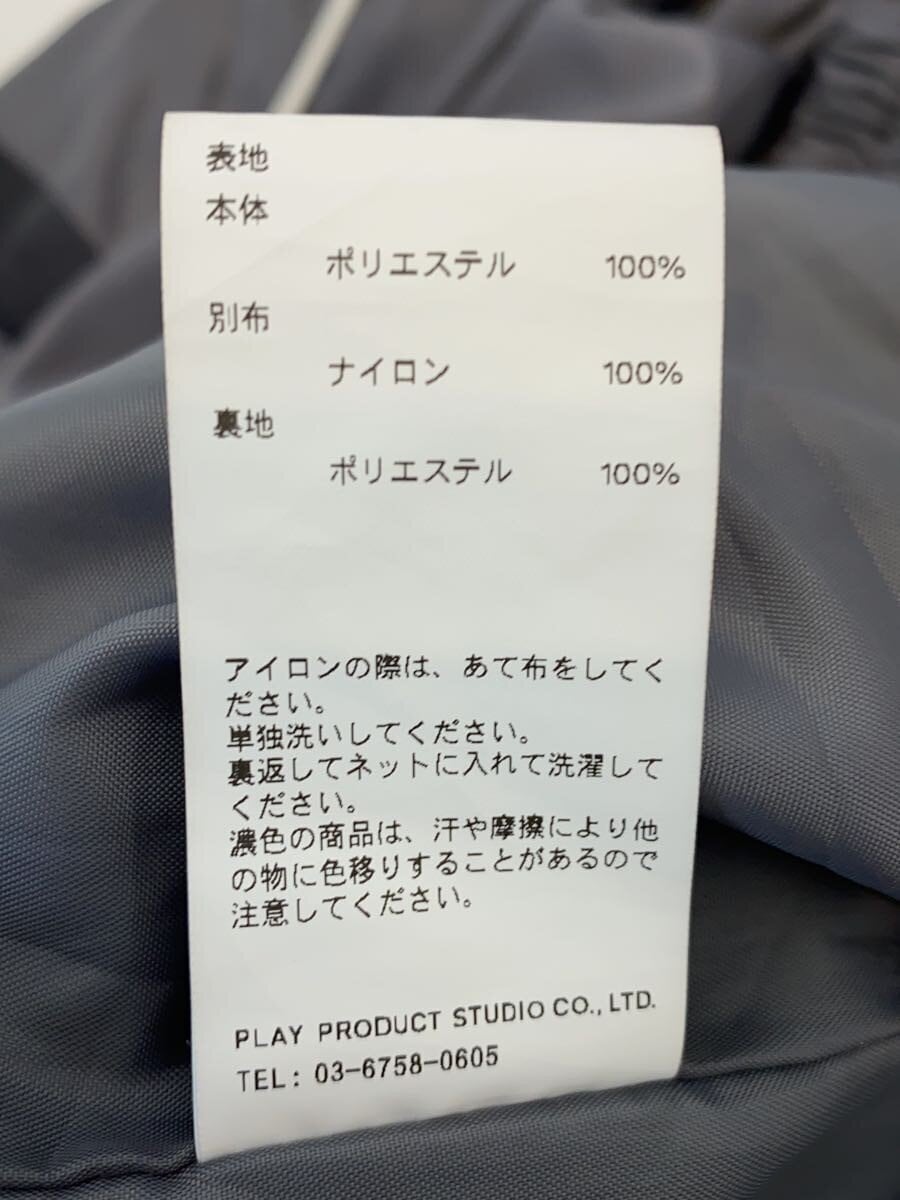 表地
本体
ポリエステル 100%
別布
ナイロン 100%
裏地
ポリエステル 100%
アイロンの際は、あて布をしてく
ださい。
単独洗いしてください。
裏返してネットに入れて洗濯して
ください。
濃色の商品は、汗や摩擦により他
の物に色移りすることがあるので
注意してください。
PLAY PRODUCT STUDIO CO., LTD.
TEL: 03-6758-0605